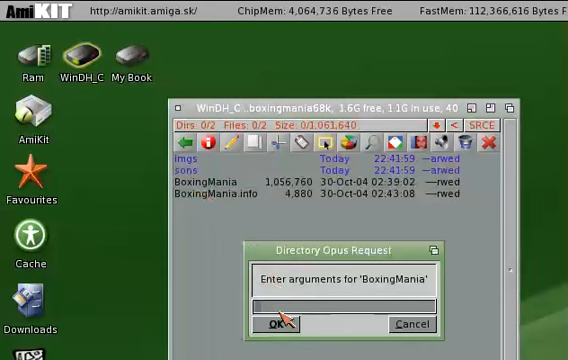 AmiKIT http://amikit.amiga.sk/ ChipMem: 4,064,736 Bytes Free FastMem: 112,366,616 Bytes F
Ram
WinDH_C
My Book
AmiKit
Favourites
Cache
Downloads
WinDH_C...boxingmania68k, 1.6G free, 1.1G in use, 40
Dirs: 0/2 Files: 0/2 Size: 0/1,061,640
< SRCE
imgs Today 22:41:59 —arwed
sons Today 22:41:59 —arwed
BoxingMania 1,056,760 30-Oct-04 02:39:02 —rwed
BoxingMania.info 4,880 30-Oct-04 02:43:08 —rwed
Directory Opus Request
Enter arguments for 'BoxingMania'
OK
Cancel